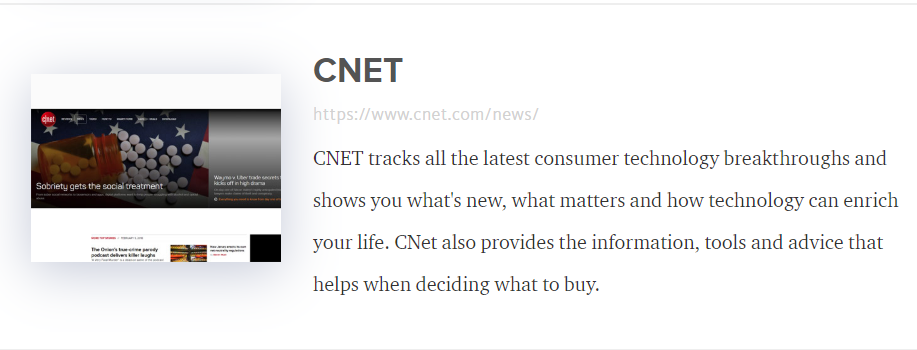 CNET
https://www.cnet.com/news/
CNET tracks all the latest consumer technology breakthroughs and
shows you what's new, what matters and how technology can enrich
your life. CNet also provides the information, tools and advice that
helps when deciding what to buy.
cnet
Sobriety gets the social treatment
Waymo v. Uber trade secrets
kicks off in high drama
The Onion's true-crime parody
podcast delivers killer laughs